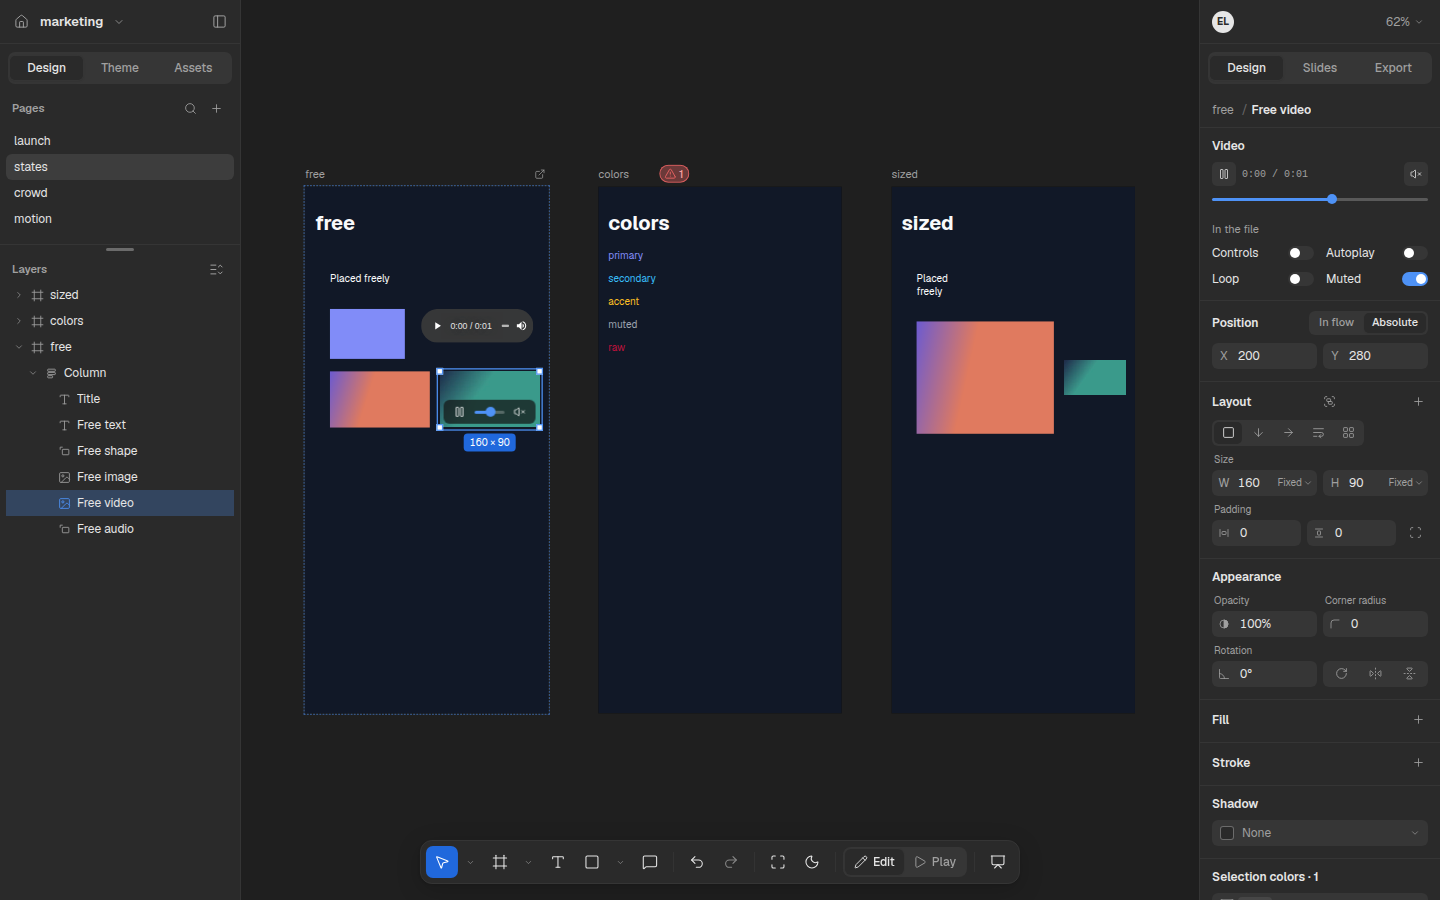 marketing
Design
Theme
Assets
Pages
launch
states
crowd
motion
Layers
sized
colors
free
Column
Title
Free text
Free shape
Free image
Free video
Free audio
free
free
Placed freely
0:00 / 0:01
160 × 90
colors
1
colors
primary
secondary
accent
muted
raw
sized
sized
Placed
freely
Edit
Play
EL
62%
Design
Slides
Export
free / Free video
Video
0:00 / 0:01
In the file
Controls
Autoplay
Loop
Muted
Position
In flow
Absolute
X 200
Y 280
Layout
Size
W 160 Fixed
H 90 Fixed
Padding
0
0
Appearance
Opacity
Corner radius
100%
0
Rotation
0°
Fill
Stroke
Shadow
None
Selection colors · 1